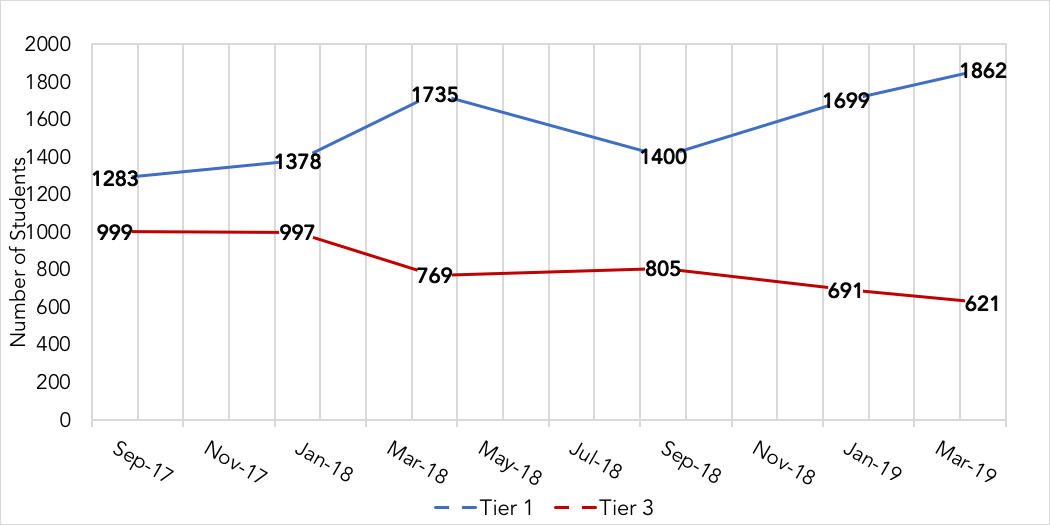 2000
1800
1600
1400
1200
1000
800
600
400
200
0
Number of Students
1283
1378
1735
1400
1699
1862
999
997
769
805
691
621
Sep-17
Nov-17
Jan-18
Mar-18
May-18
Jul-18
Sep-18
Nov-18
Jan-19
Mar-19
Tier 1
Tier 3